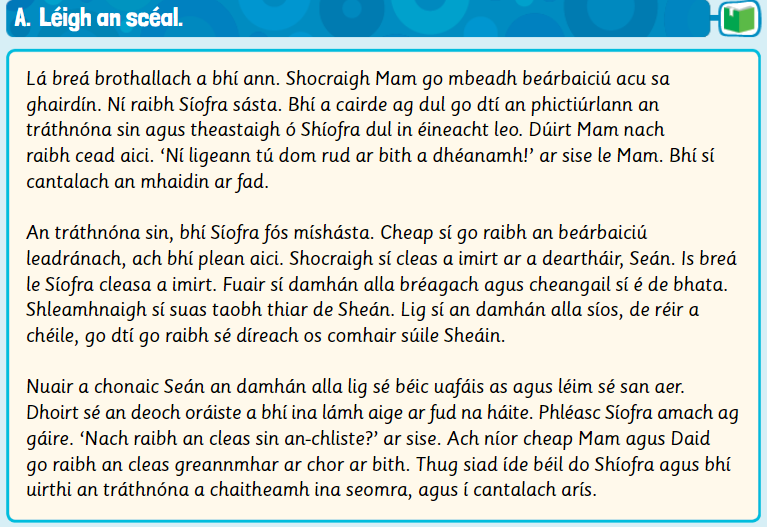 A. Léigh an scéal.
Lá breá brothallach a bhí ann. Shocraigh Mam go mbeadh beárbaiciú acu sa
ghairdín. Ní raibh Síofra sásta. Bhí a cairde ag dul go dtí an phictiúrlann an
tráthnóna sin agus theastaigh ó Shíofra dul in éineacht leo. Dúirt Mam nach
raibh cead aici. ‘Ní ligeann tú dom rud ar bith a dhéanamh!’ ar sise le Mam. Bhí sí
cantalach an mhaidin ar fad.
An tráthnóna sin, bhí Síofra fós míshásta. Cheap sí go raibh an beárbaiciú
leadránach, ach bhí plean aici. Shocraigh sí cleas a imirt ar a deartháir, Seán. Is breá
le Síofra cleasa a imirt. Fuair sí damhán alla bréagach agus cheangail sí é de bhata.
Shleamhnaigh sí suas taobh thiar de Sheán. Lig sí an damhán alla síos, de réir a
chéile, go dtí go raibh sé díreach os comhair súile Sheáin.
Nuair a chonaic Seán an damhán alla lig sé béic uafáis as agus léim sé san aer.
Dhoirt sé an deoch oráiste a bhí ina lámh aige ar fud na háite. Phléasc Síofra amach ag
gáire. ‘Nach raibh an cleas sin an-chliste?’ ar sise. Ach níor cheap Mam agus Daid
go raibh an cleas greannmhar ar chor ar bith. Thug siad íde béil do Shíofra agus bhí
uirthi an tráthnóna a chaitheamh ina seomra, agus í cantalach arís.